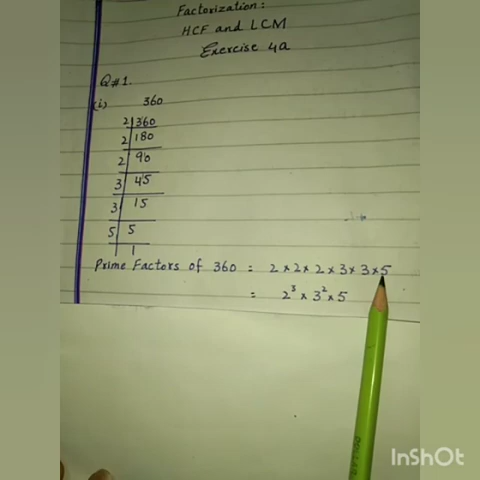 Factorization:
HCF and LCM
Exercise 4a
Q#1.
(i) 360
2 | 360
2 | 180
2 | 90
3 | 45
3 | 15
5 | 5
| 1
Prime Factors of 360 = 2 × 2 × 2 × 3 × 3 × 5
= 2³ × 3² × 5
InShOt